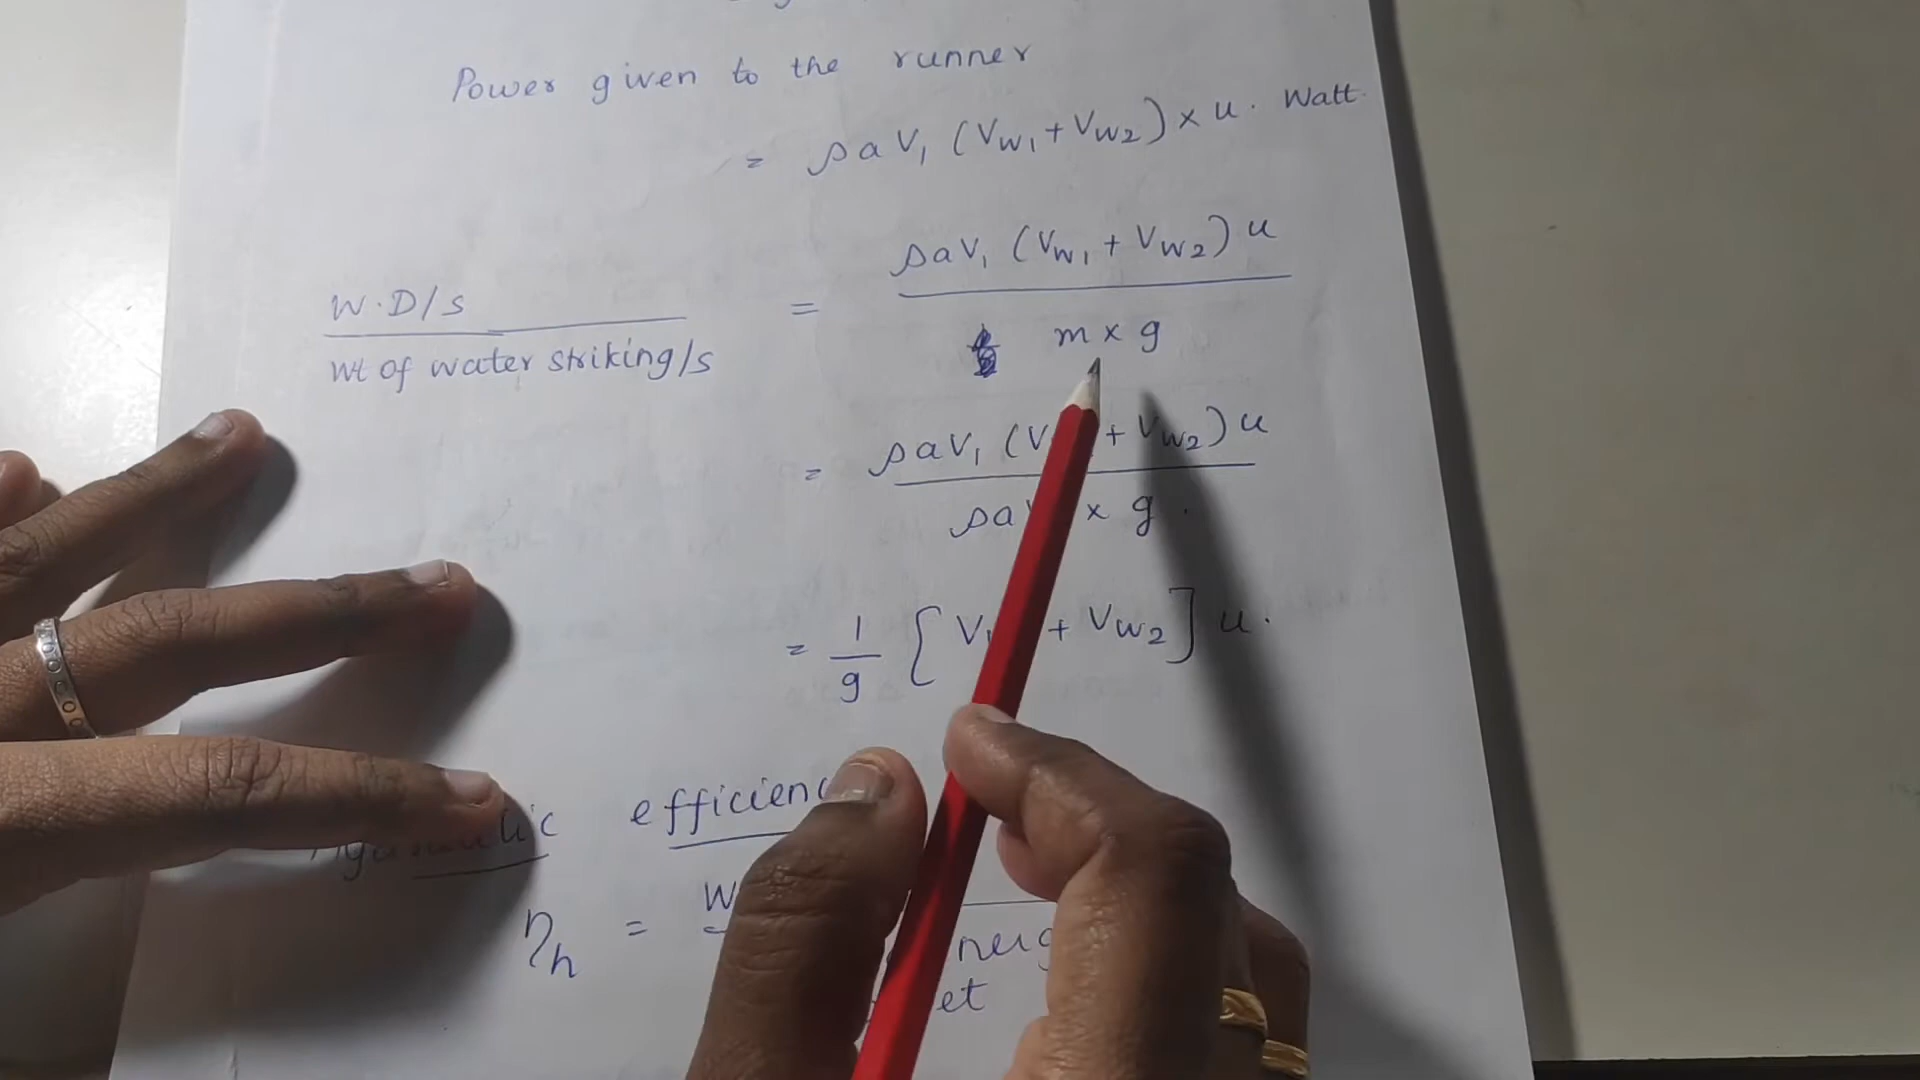 Power given to the runner
= ρaV₁ (Vw₁ + Vw₂) × u. Watt.
W.D/s / wt of water striking/s = ρaV₁ (Vw₁ + Vw₂) u / m × g
= ρaV₁ (V + Vw₂) u / ρa × g.
= 1/g [V + Vw₂] u.
efficienc
ηh = W
et